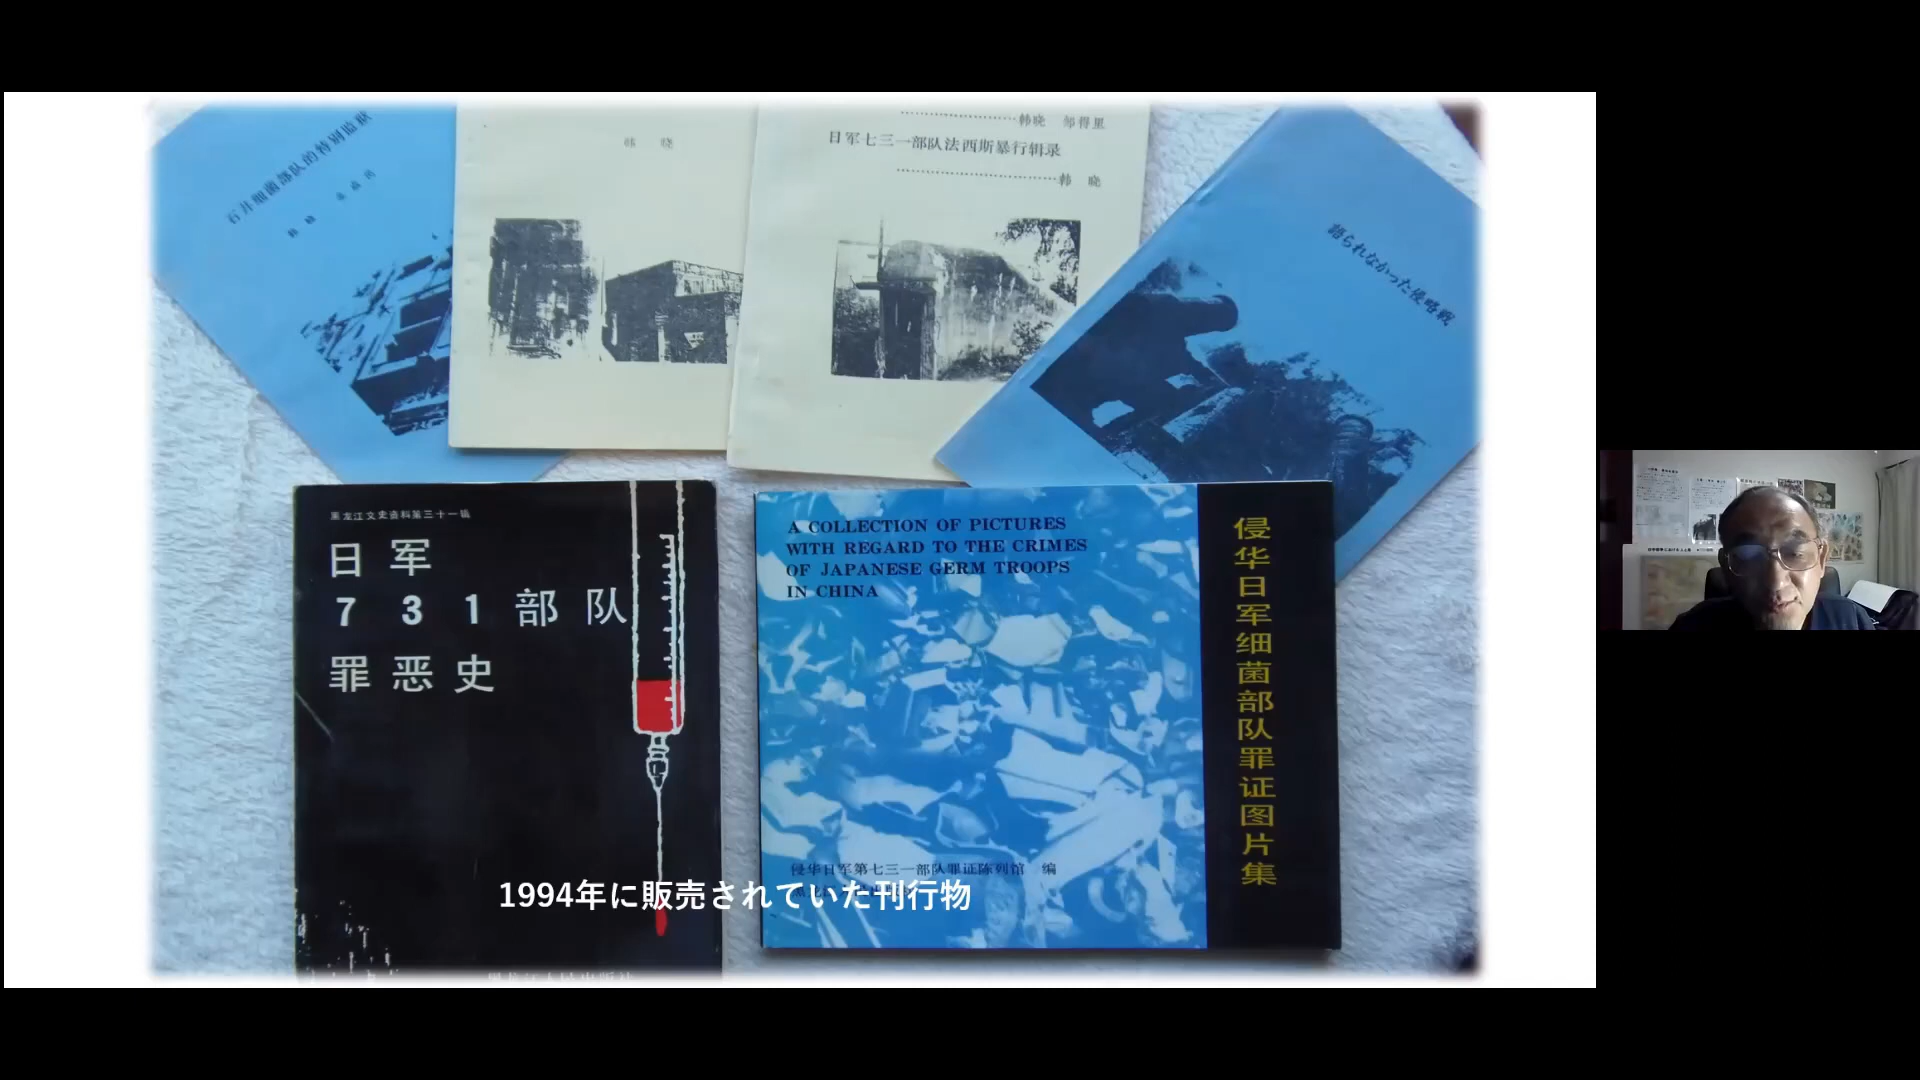 石井细菌部队的特别监狱
韩晓
韩晓
韩晓 邹得里
日军七三一部队法西斯暴行辑录
韩晓
語られなかった侵略戦
黑龙江文史资料第三十一辑
日军
731部队
罪恶史
A COLLECTION OF PICTURES
WITH REGARD TO THE CRIMES
OF JAPANESE GERM TROOPS
IN CHINA
侵华日军细菌部队罪证图片集
侵华日军第七三一部队罪证陈列馆 编
1994年に販売されていた刊行物